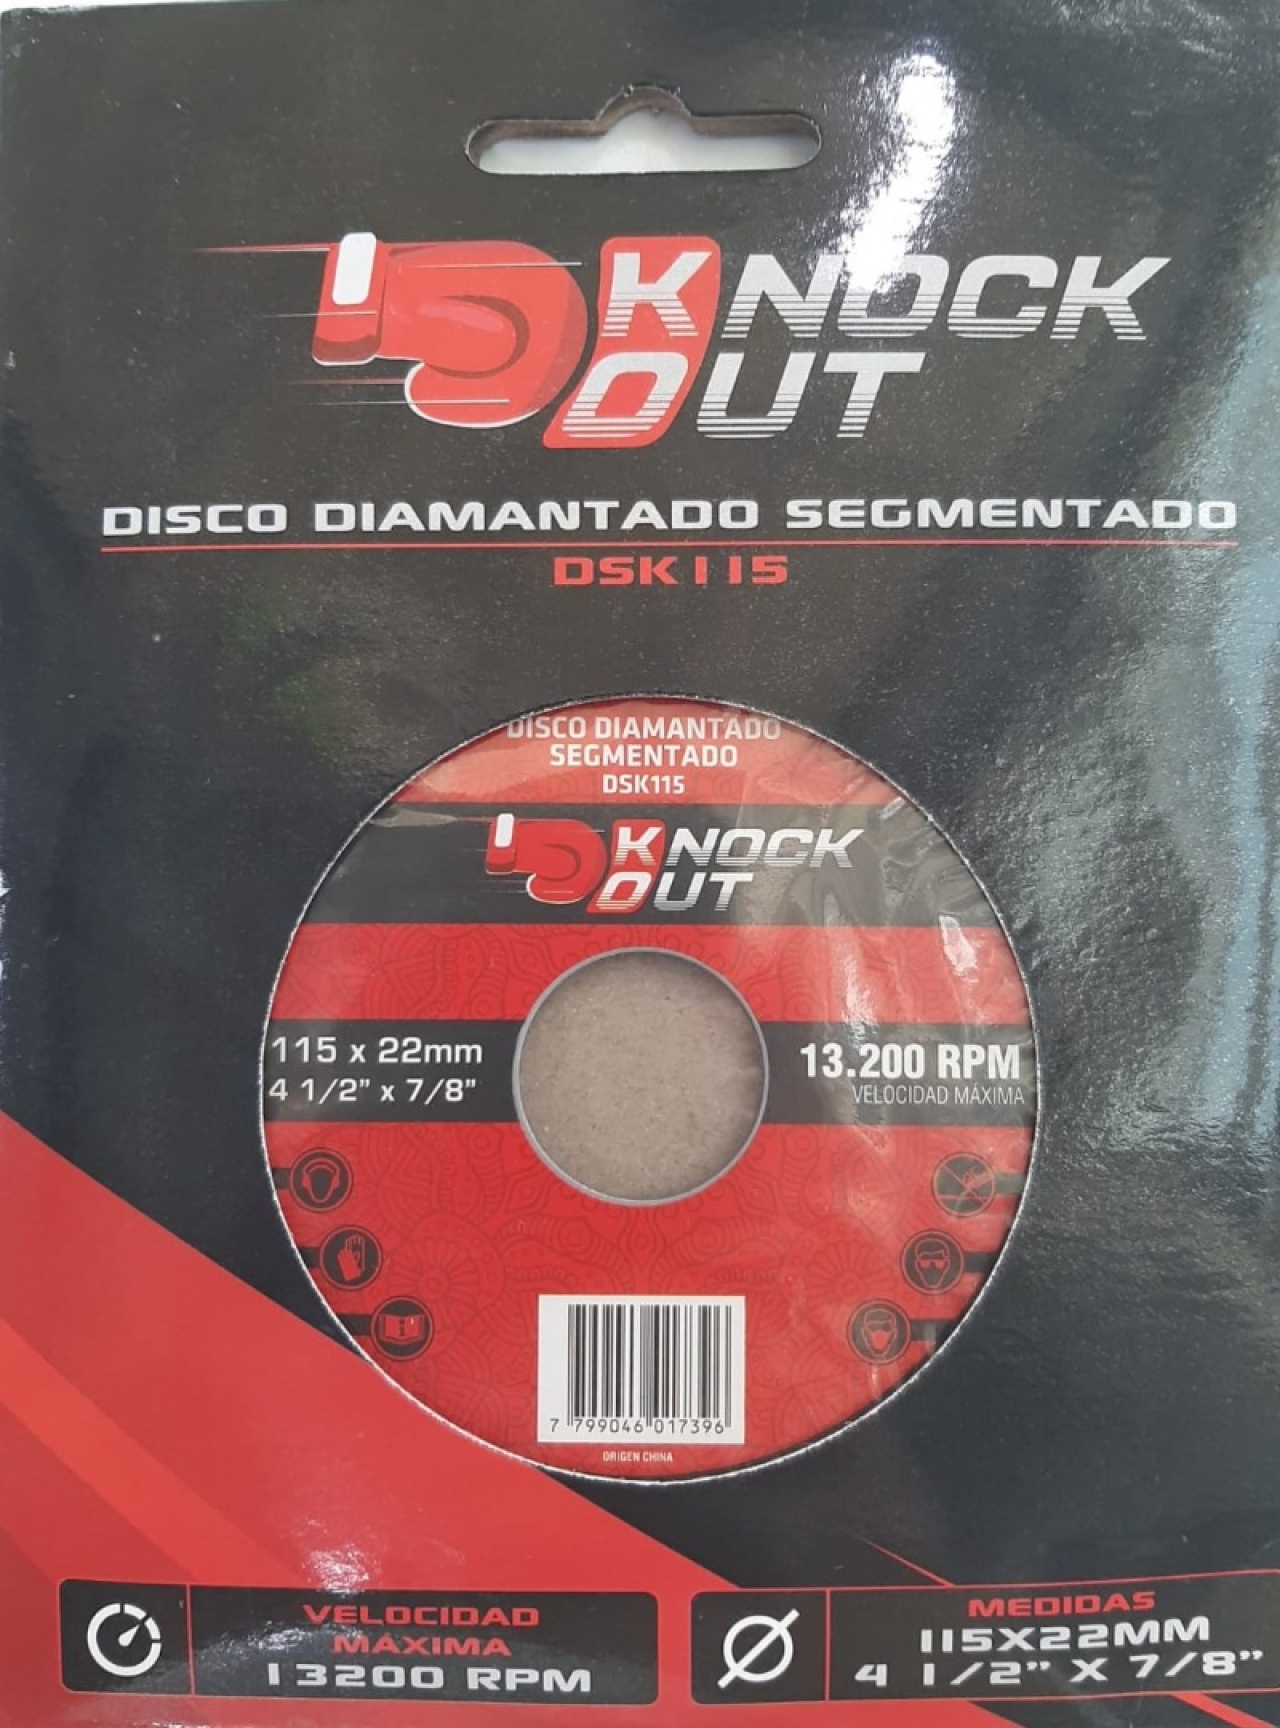 KNOCK
OUT
DISCO DIAMANTADO SEGMENTADO
DSK115
DISCO DIAMANTADO
SEGMENTADO
DSK115
KNOCK
OUT
115 x 22mm
4 1/2” x 7/8”
13.200 RPM
VELOCIDAD MÁXIMA
7 799046 017396
ORIGEN CHINA
VELOCIDAD
MÁXIMA
13200 RPM
MEDIDAS
115X22MM
4 1/2” X 7/8”